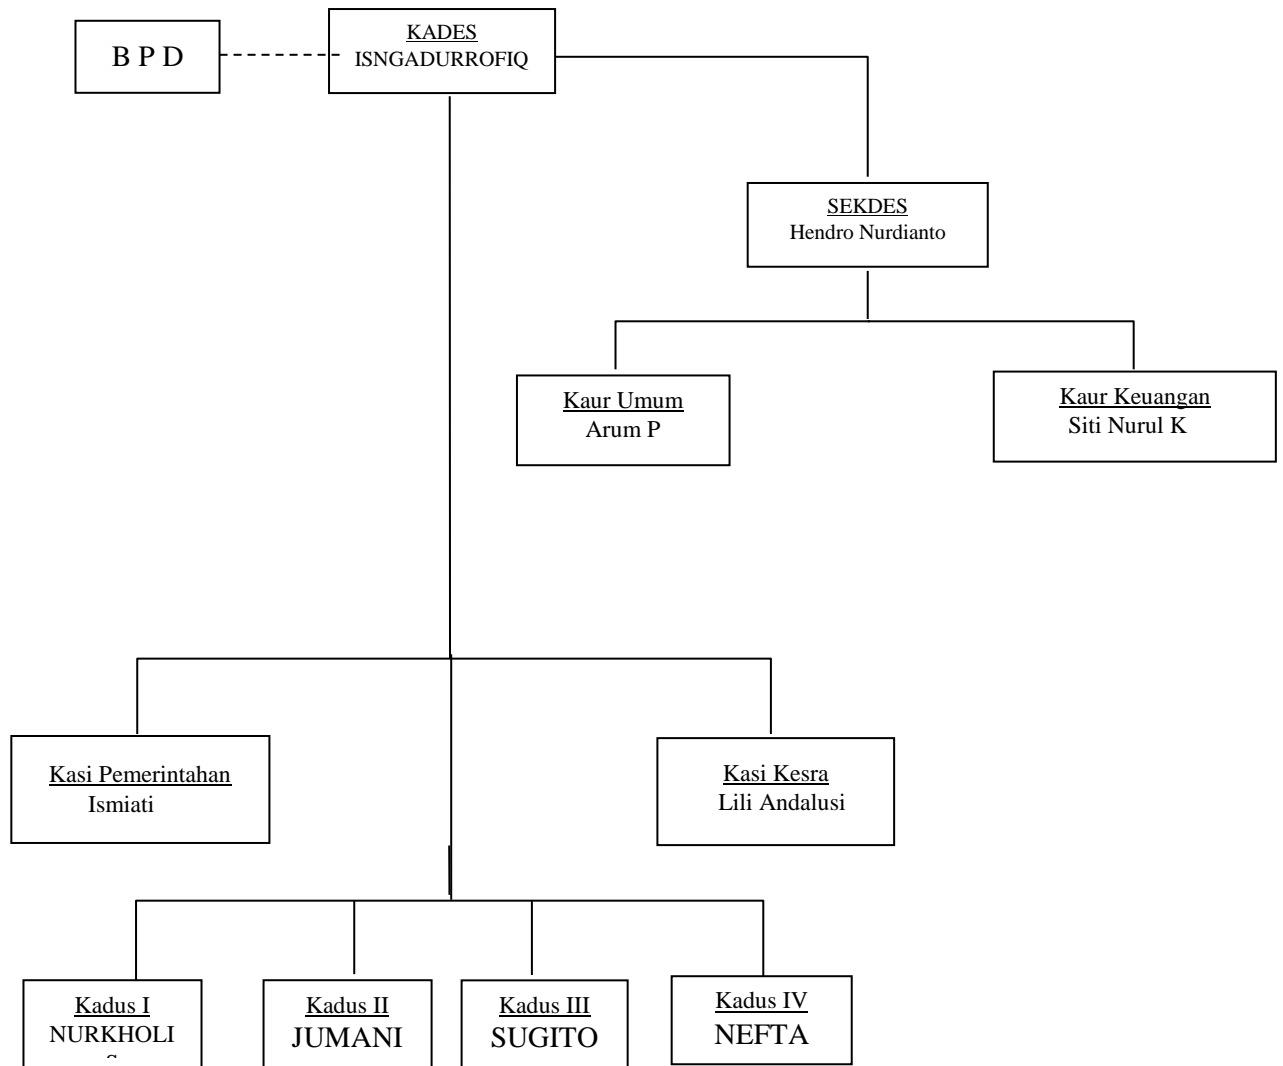 B P D
KADES
ISNGADURROFIQ
SEKDES
Hendro Nurdianto
Kaur Umum
Arum P
Kaur Keuangan
Siti Nurul K
Kasi Pemerintahan
Ismiati
Kasi Kesra
Lili Andalusi
Kadus I
NURKHOLI
S
Kadus II
JUMANI
Kadus III
SUGITO
Kadus IV
NEFTA